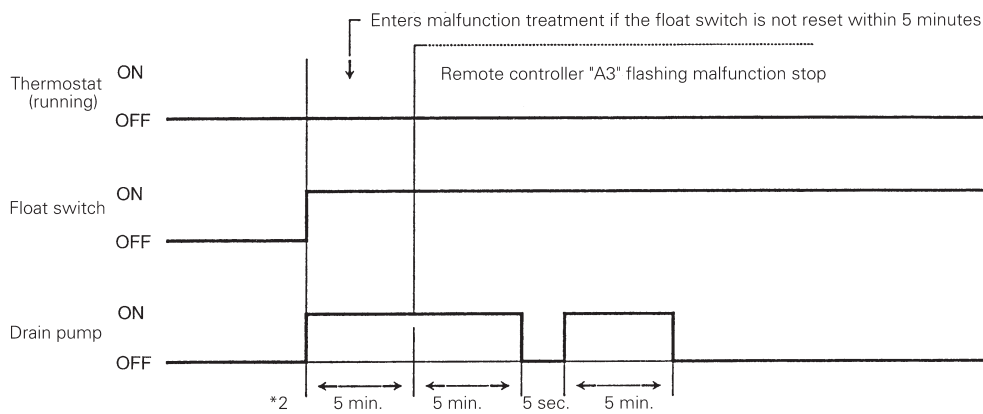 Enters malfunction treatment if the float switch is not reset within 5 minutes
Remote controller "A3" flashing malfunction stop
Thermostat
(running)
ON
OFF
Float switch
ON
OFF
Drain pump
ON
OFF
*2
5 min.
5 min.
5 sec.
5 min.